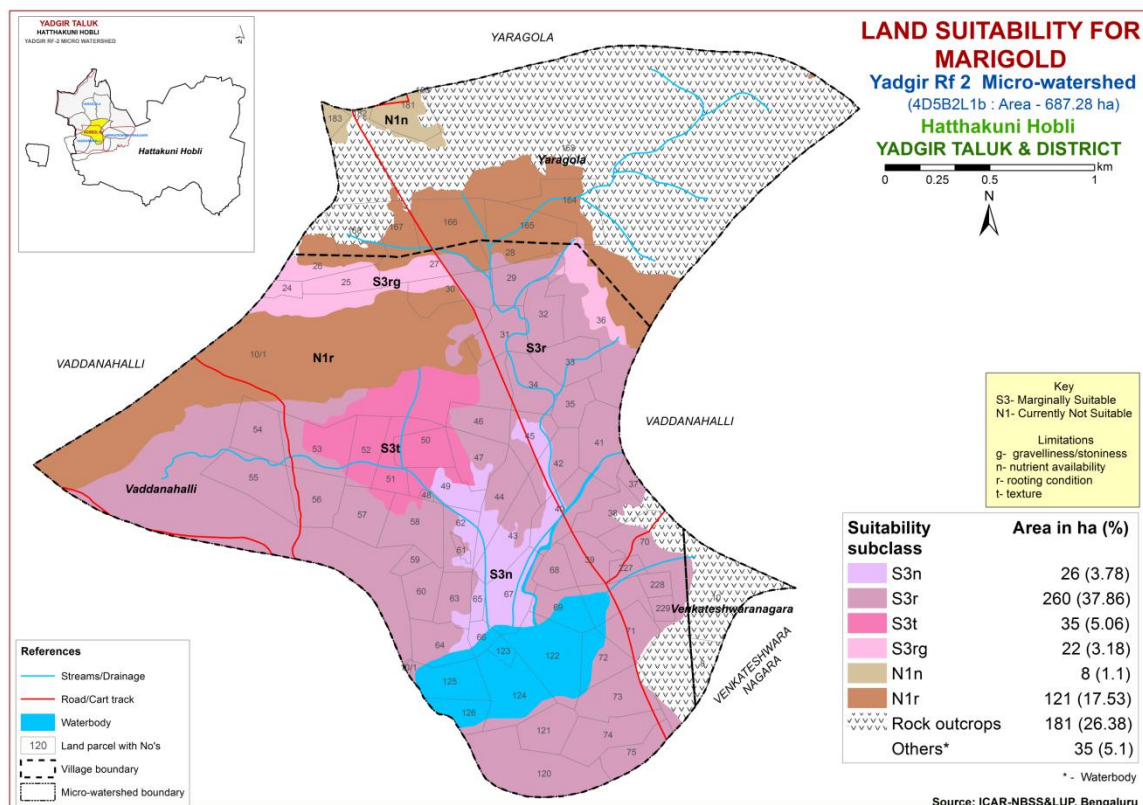 YADGIR TALUK
HATTHAKUNI HOBLI
YADGIR RF-2 MICRO WATERSHED
N
Hattakuni Hobli
LAND SUITABILITY FOR
MARIGOLD
Yadgir Rf 2 Micro-watershed
(4D5B2L1b : Area - 687.28 ha)
Hatthakuni Hobli
YADGIR TALUK & DISTRICT
0 0.25 0.5 1 km
N
YARAGOLA
181
183
N1n
Yaragola
164
167 166 165
28
26 27
24 25 S3rg 30 29
32 36
31
S3r
VADDANAHALLI
10/1 N1r
33
34
35
VADDANAHALLI
54 46 45
53 52 50 41
S3t 47
42
Vaddanahalli 55 51 49 37
56 48 44 40
57 58 62 43 38
61 39 70
59 S3n 68 227
60 63 65 67 228
69 229 10
Venkateshwaranagara
64 66 71
123 122 72
10/1
125 124 73
126
121 74
75
120
VENKATESHWARA
NAGARA
Key
S3- Marginally Suitable
N1- Currently Not Suitable
Limitations
g- gravelliness/stoniness
n- nutrient availability
r- rooting condition
t- texture
Suitability subclass Area in ha (%)
S3n 26 (3.78)
S3r 260 (37.86)
S3t 35 (5.06)
S3rg 22 (3.18)
N1n 8 (1.1)
N1r 121 (17.53)
Rock outcrops 181 (26.38)
Others* 35 (5.1)
* - Waterbody
Source: ICAR-NBSS&LUP, Bengaluru
References
Streams/Drainage
Road/Cart track
Waterbody
120 Land parcel with No's
Village boundary
Micro-watershed boundary